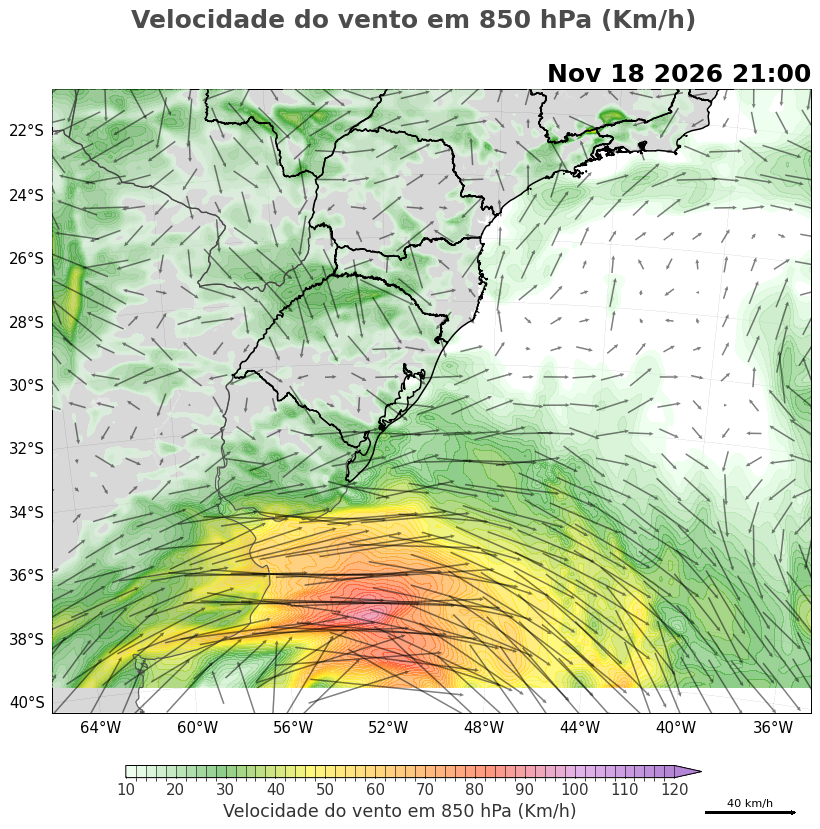 Velocidade do vento em 850 hPa (Km/h)
Nov 18 2026 21:00
22°S
24°S
26°S
28°S
30°S
32°S
34°S
36°S
38°S
40°S
64°W 60°W 56°W 52°W 48°W 44°W 40°W 36°W
10 20 30 40 50 60 70 80 90 100 110 120
Velocidade do vento em 850 hPa (Km/h)
40 km/h